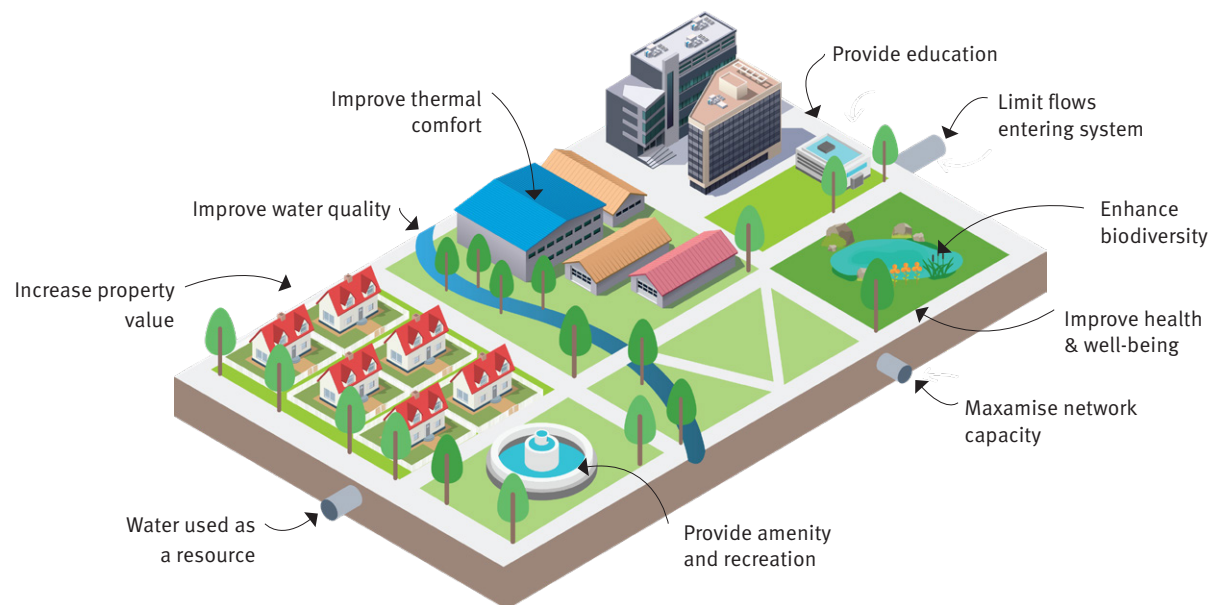 Provide education
Improve thermal
comfort
Limit flows
entering system
Improve water quality
Enhance
biodiversity
Increase property
value
Improve health
& well-being
Maxamise network
capacity
Water used as
a resource
Provide amenity
and recreation